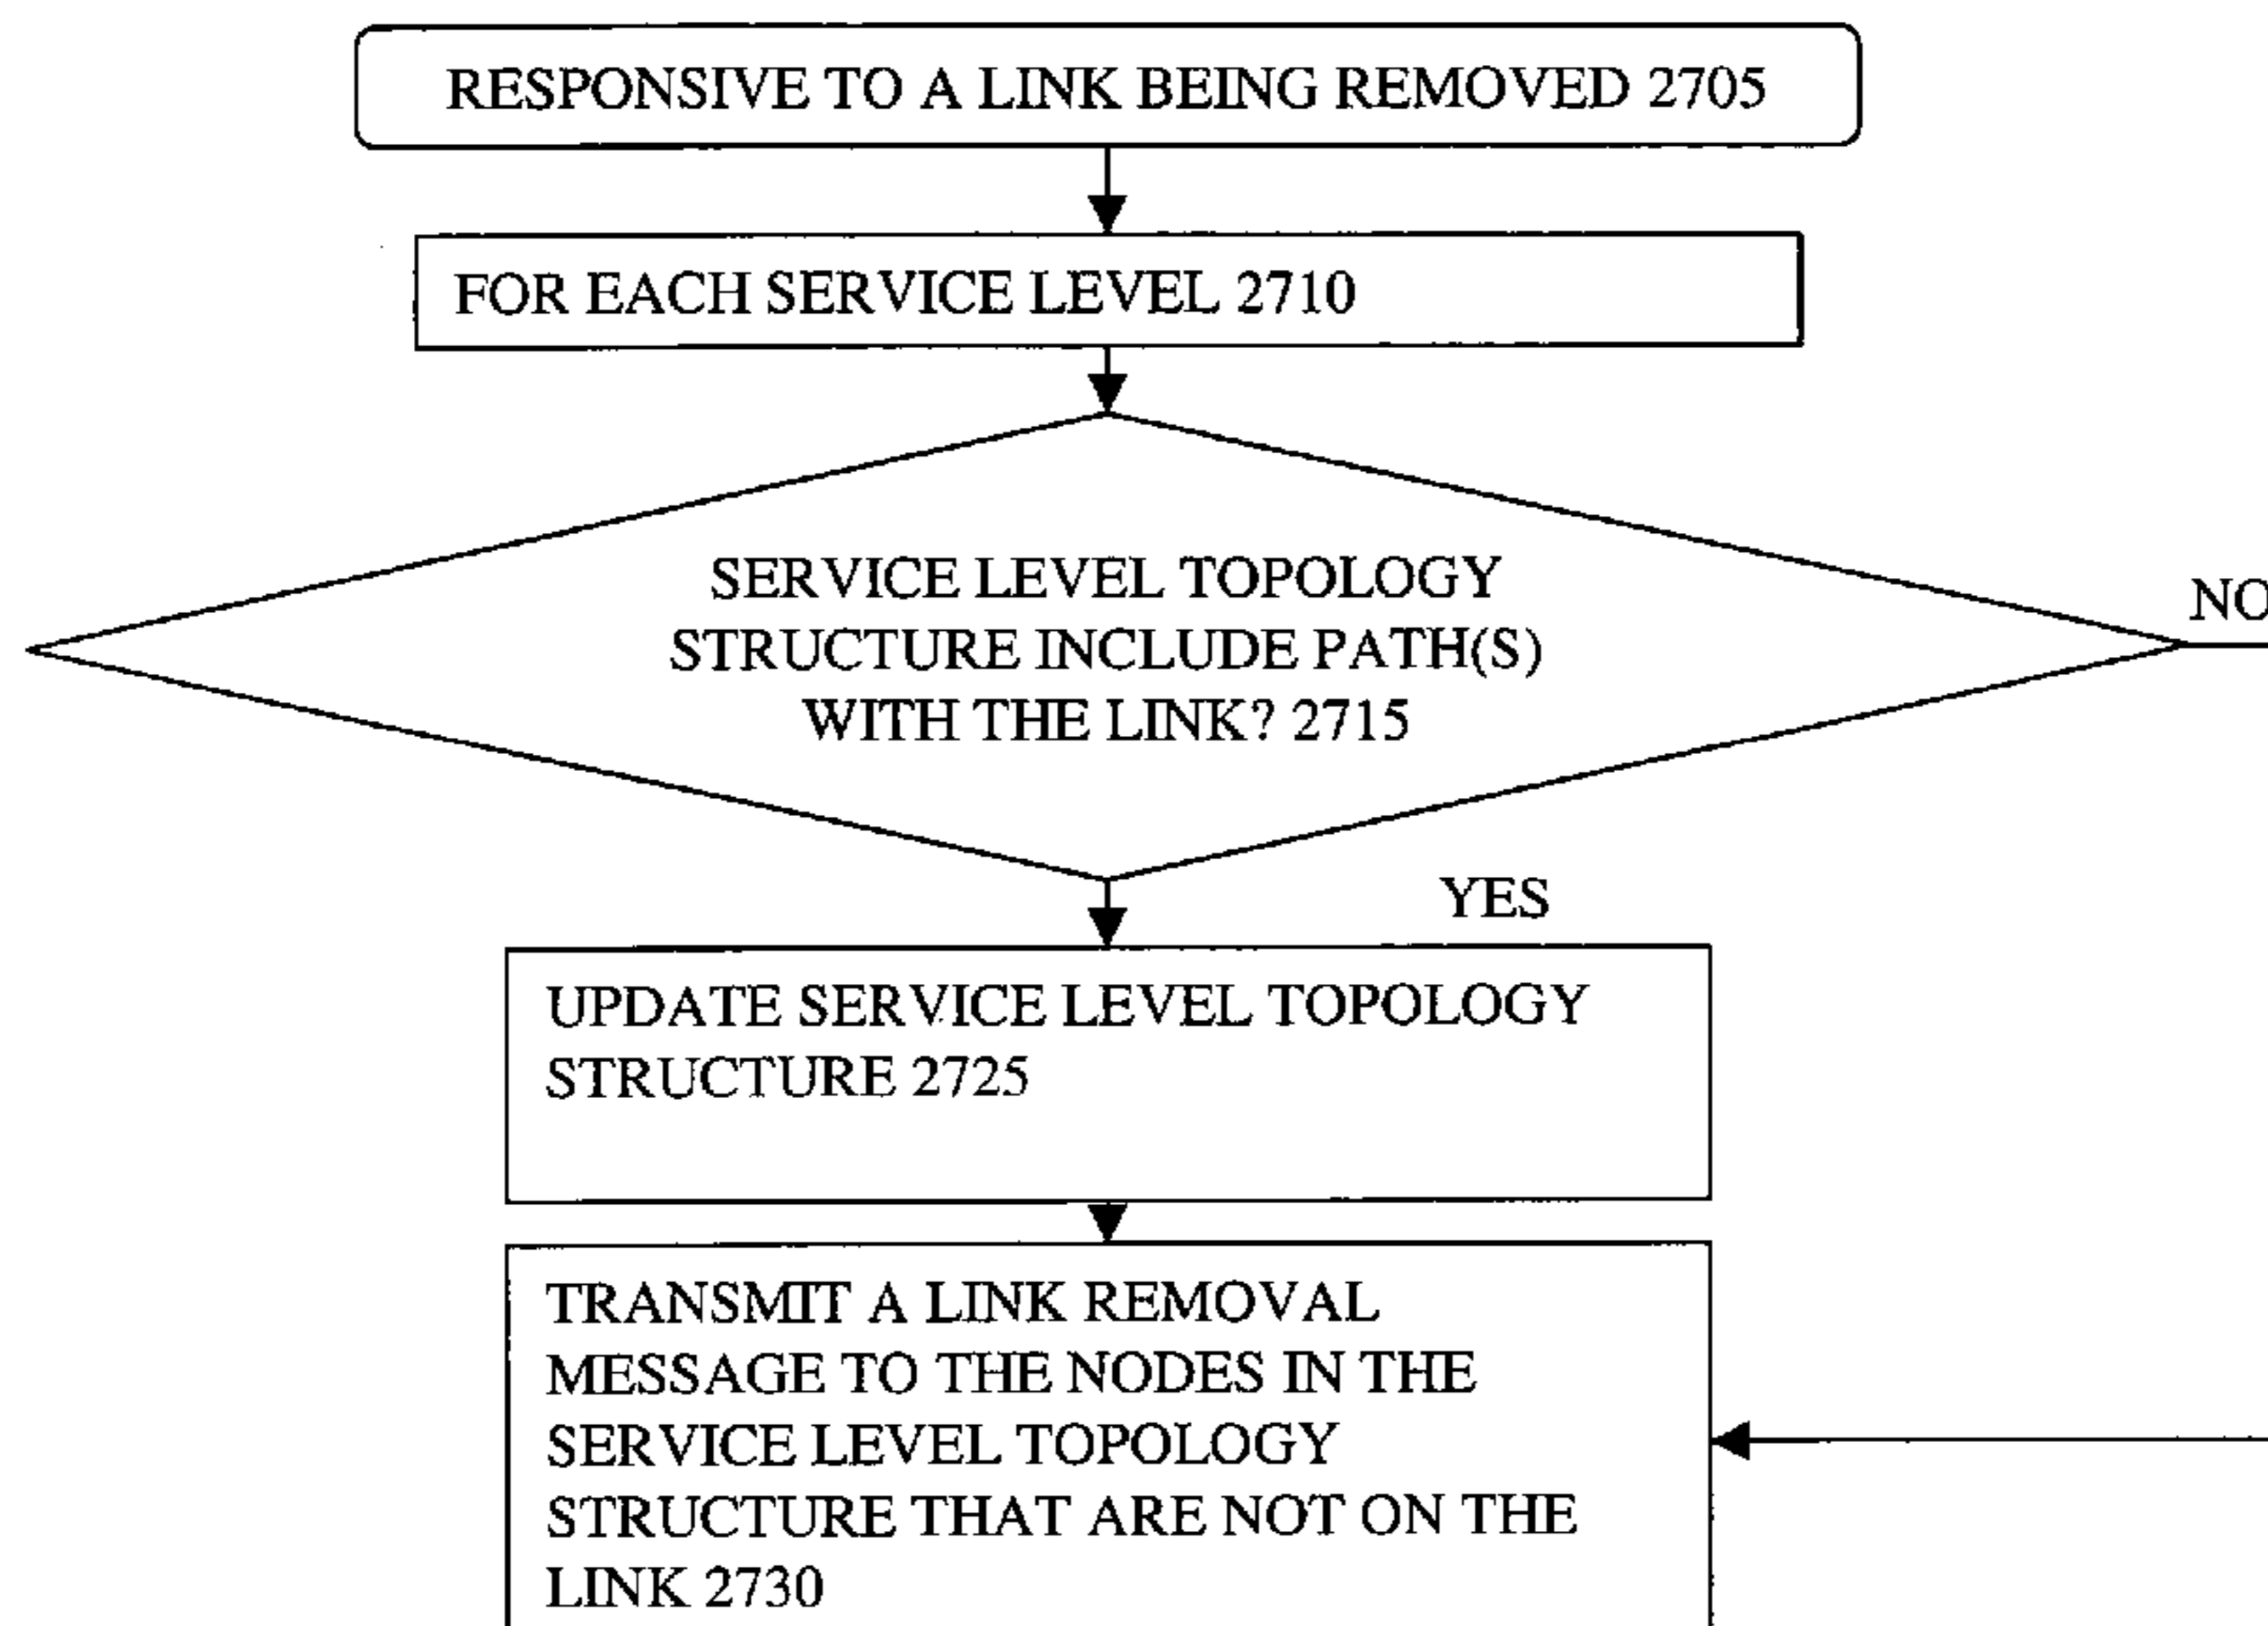 RESPONSIVE TO A LINK BEING REMOVED 2705
FOR EACH SERVICE LEVEL 2710
SERVICE LEVEL TOPOLOGY
STRUCTURE INCLUDE PATH(S)
WITH THE LINK? 2715
NO
YES
UPDATE SERVICE LEVEL TOPOLOGY
STRUCTURE 2725
TRANSMIT A LINK REMOVAL
MESSAGE TO THE NODES IN THE
SERVICE LEVEL TOPOLOGY
STRUCTURE THAT ARE NOT ON THE
LINK 2730